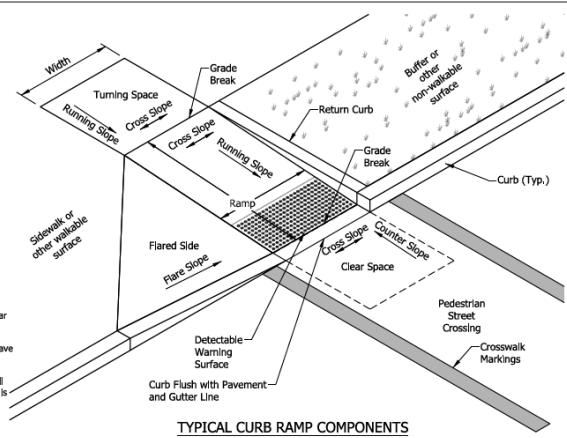 Width
Turning Space
Running Slope
Cross Slope
Grade
Break
Buffer or
other
non-walkable
surface
Return Curb
Cross Slope
Running Slope
Grade
Break
Curb (Typ.)
Ramp
Sidewalk or
other walkable
surface
Flared Side
Flare Slope
Cross Slope
Counter Slope
Clear Space
Pedestrian
Street
Crossing
Detectable
Warning
Surface
Crosswalk
Markings
Curb Flush with Pavement
and Gutter Line
TYPICAL CURB RAMP COMPONENTS